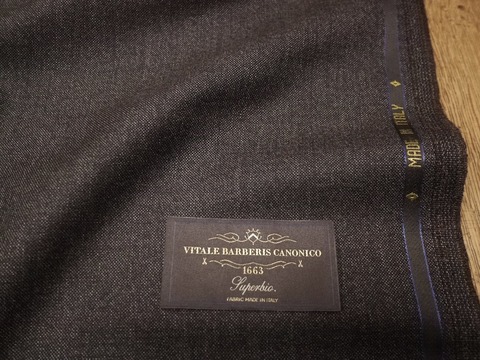 VITALE BARBERIS CANONICO
1663
Superbio.
FABRIC MADE IN ITALY
MADE IN ITALY